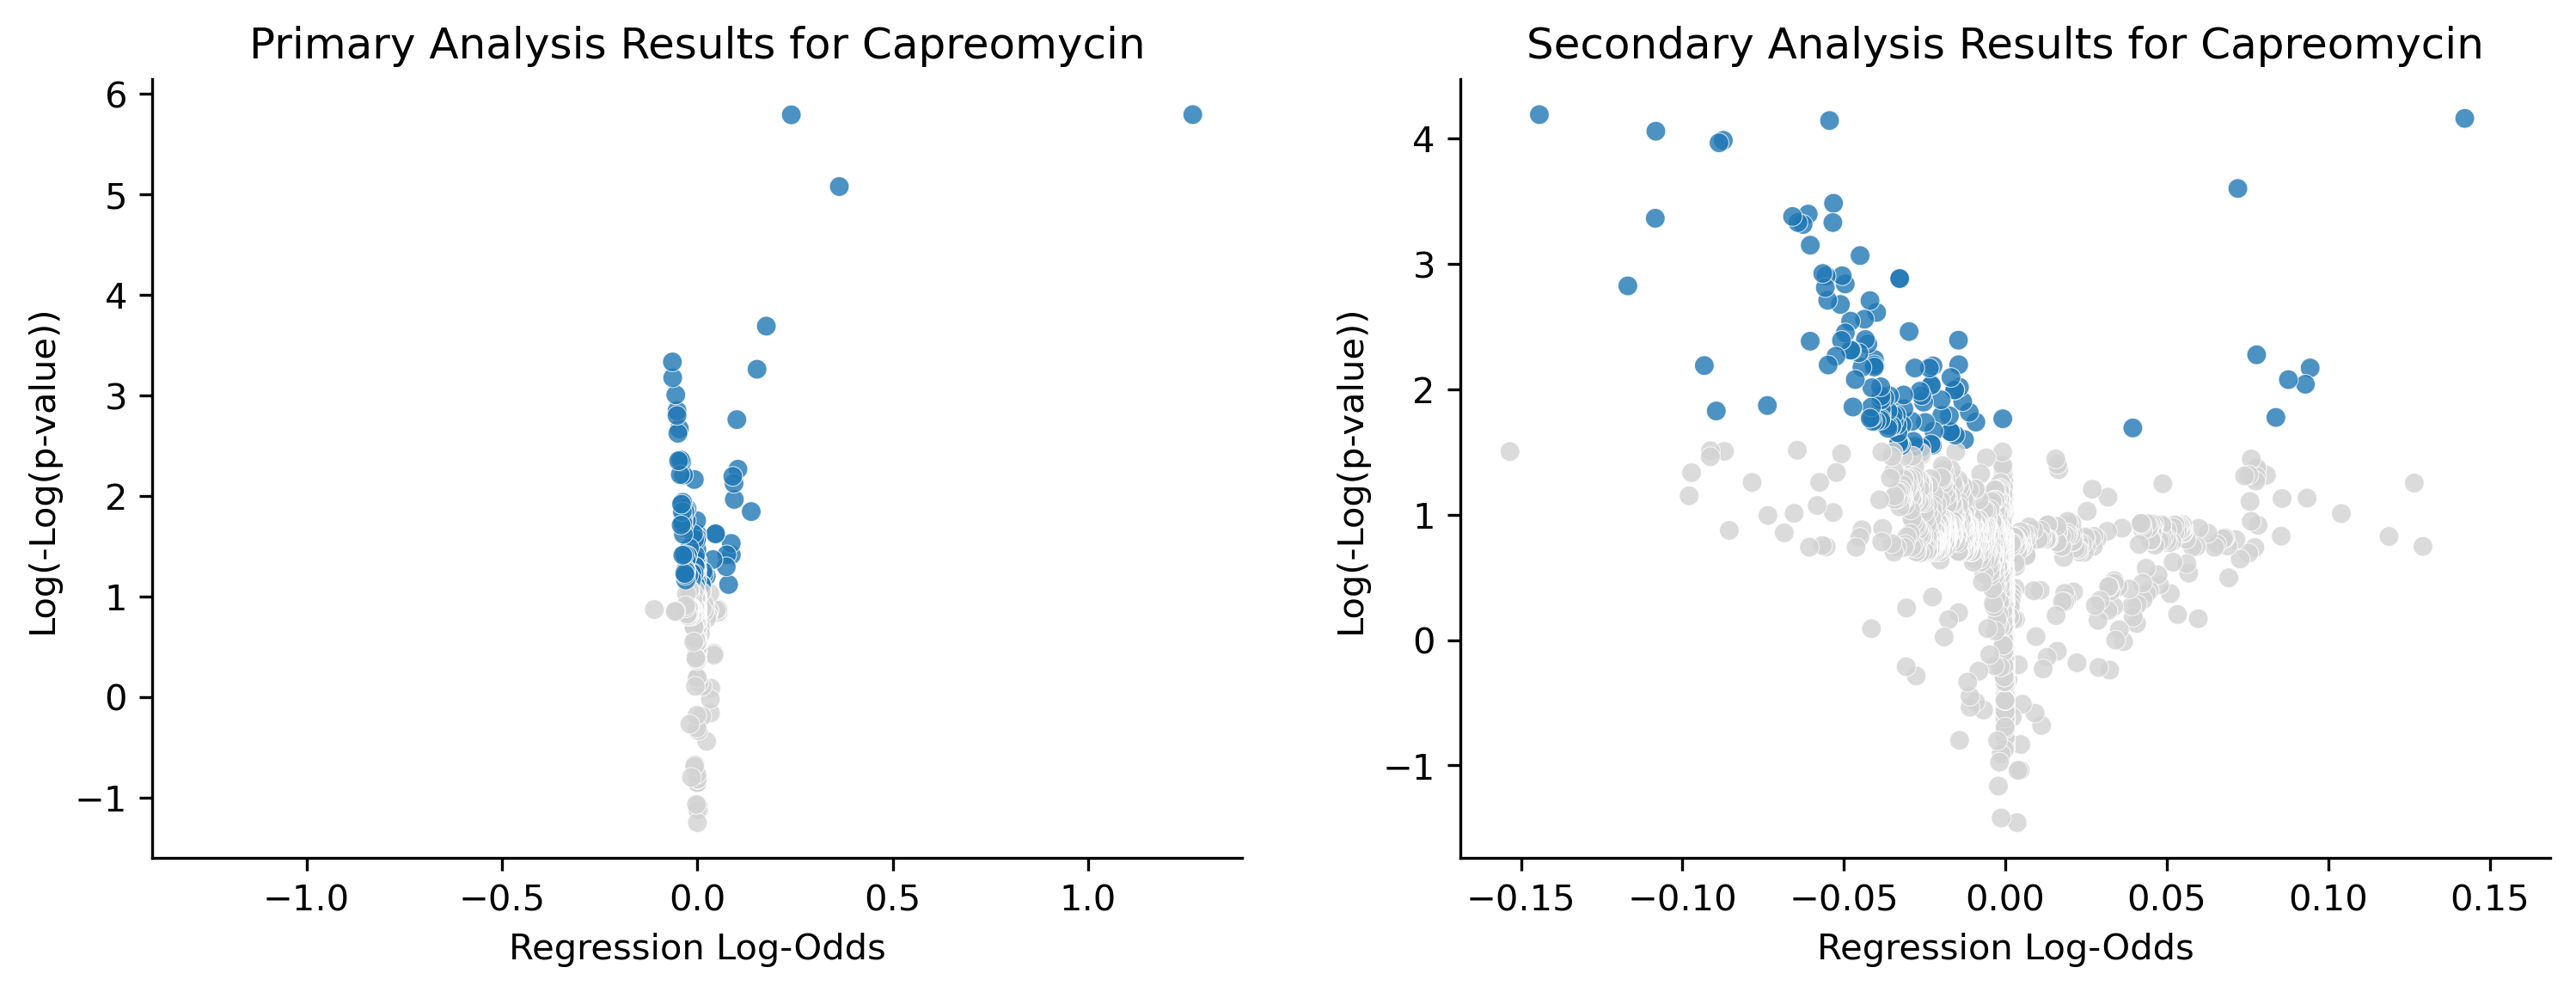 Primary Analysis Results for Capreomycin
Log(-Log(p-value))
6
5
4
3
2
1
0
−1
−1.0 −0.5 0.0 0.5 1.0
Regression Log-Odds
Secondary Analysis Results for Capreomycin
Log(-Log(p-value))
4
3
2
1
0
−1
−0.15 −0.10 −0.05 0.00 0.05 0.10 0.15
Regression Log-Odds